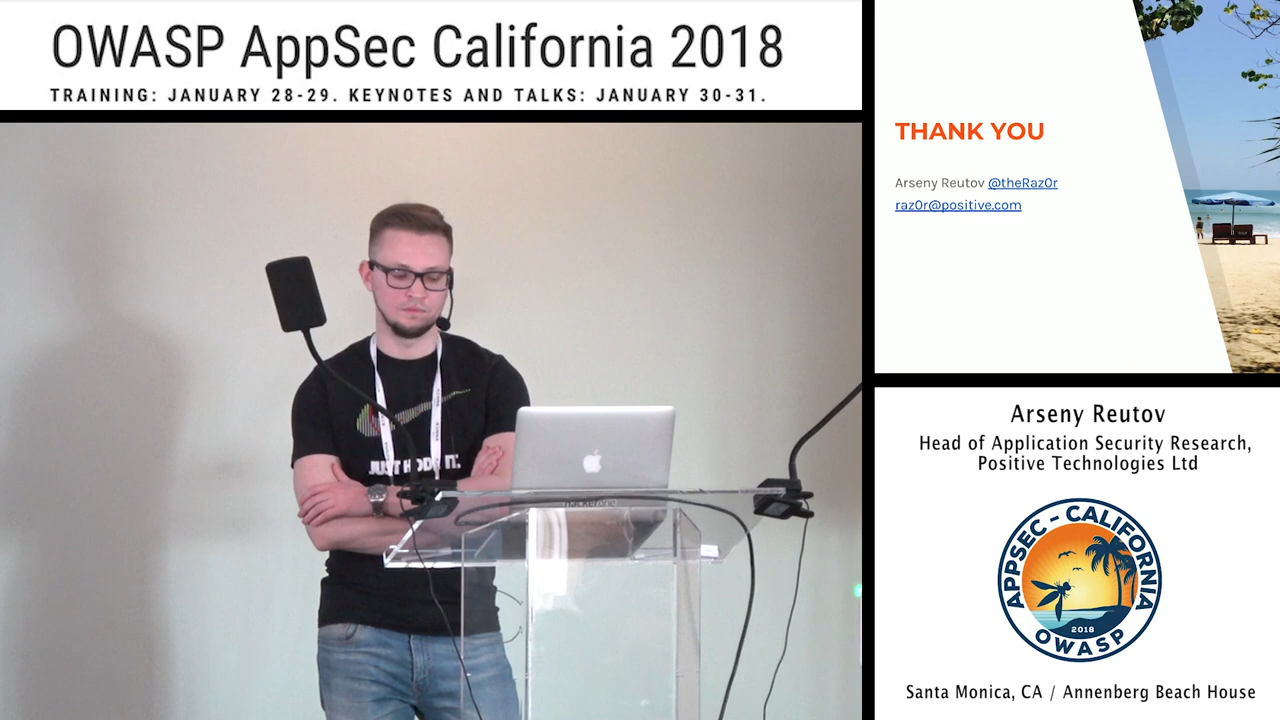 OWASP AppSec California 2018
TRAINING: JANUARY 28-29. KEYNOTES AND TALKS: JANUARY 30-31.
THANK YOU
Arseny Reutov @theRaz0r
raz0r@positive.com
JUST H OD IT.
hackerone
Arseny Reutov
Head of Application Security Research,
Positive Technologies Ltd
APPSEC - CALIFORNIA
2018
OWASP
Santa Monica, CA / Annenberg Beach House